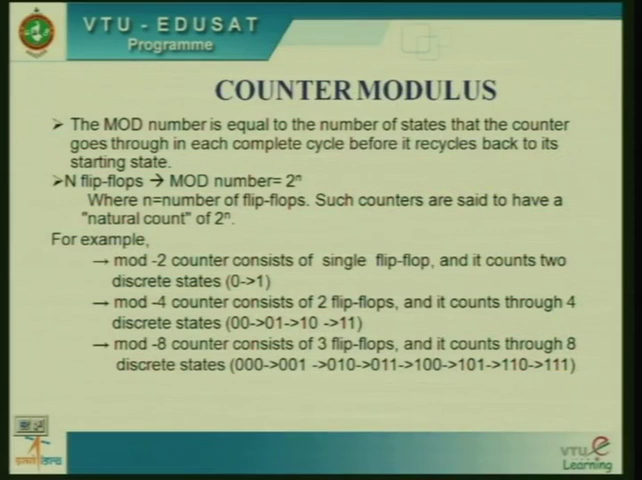 VTU - EDUSAT
Programme
COUNTER MODULUS
➢ The MOD number is equal to the number of states that the counter
goes through in each complete cycle before it recycles back to its
starting state.
➢N flip-flops → MOD number= 2ⁿ
Where n=number of flip-flops. Such counters are said to have a
"natural count" of 2ⁿ.
For example,
→ mod -2 counter consists of single flip-flop, and it counts two
discrete states (0->1)
→ mod -4 counter consists of 2 flip-flops, and it counts through 4
discrete states (00->01->10 ->11)
→ mod -8 counter consists of 3 flip-flops, and it counts through 8
discrete states (000->001 ->010->011->100->101->110->111)
इसरो isro
VTU e
Learning